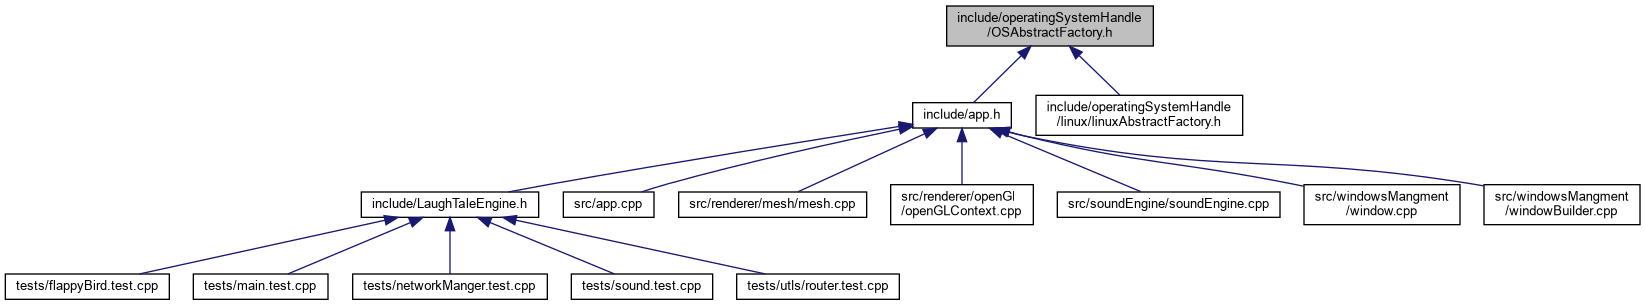 include/operatingSystemHandle
/OSAbstractFactory.h
include/app.h
include/operatingSystemHandle
/linux/linuxAbstractFactory.h
include/LaughTaleEngine.h
src/app.cpp
src/renderer/mesh/mesh.cpp
src/renderer/openGl
/openGLContext.cpp
src/soundEngine/soundEngine.cpp
src/windowsMangment
/window.cpp
src/windowsMangment
/windowBuilder.cpp
tests/flappyBird.test.cpp
tests/main.test.cpp
tests/networkManger.test.cpp
tests/sound.test.cpp
tests/utls/router.test.cpp